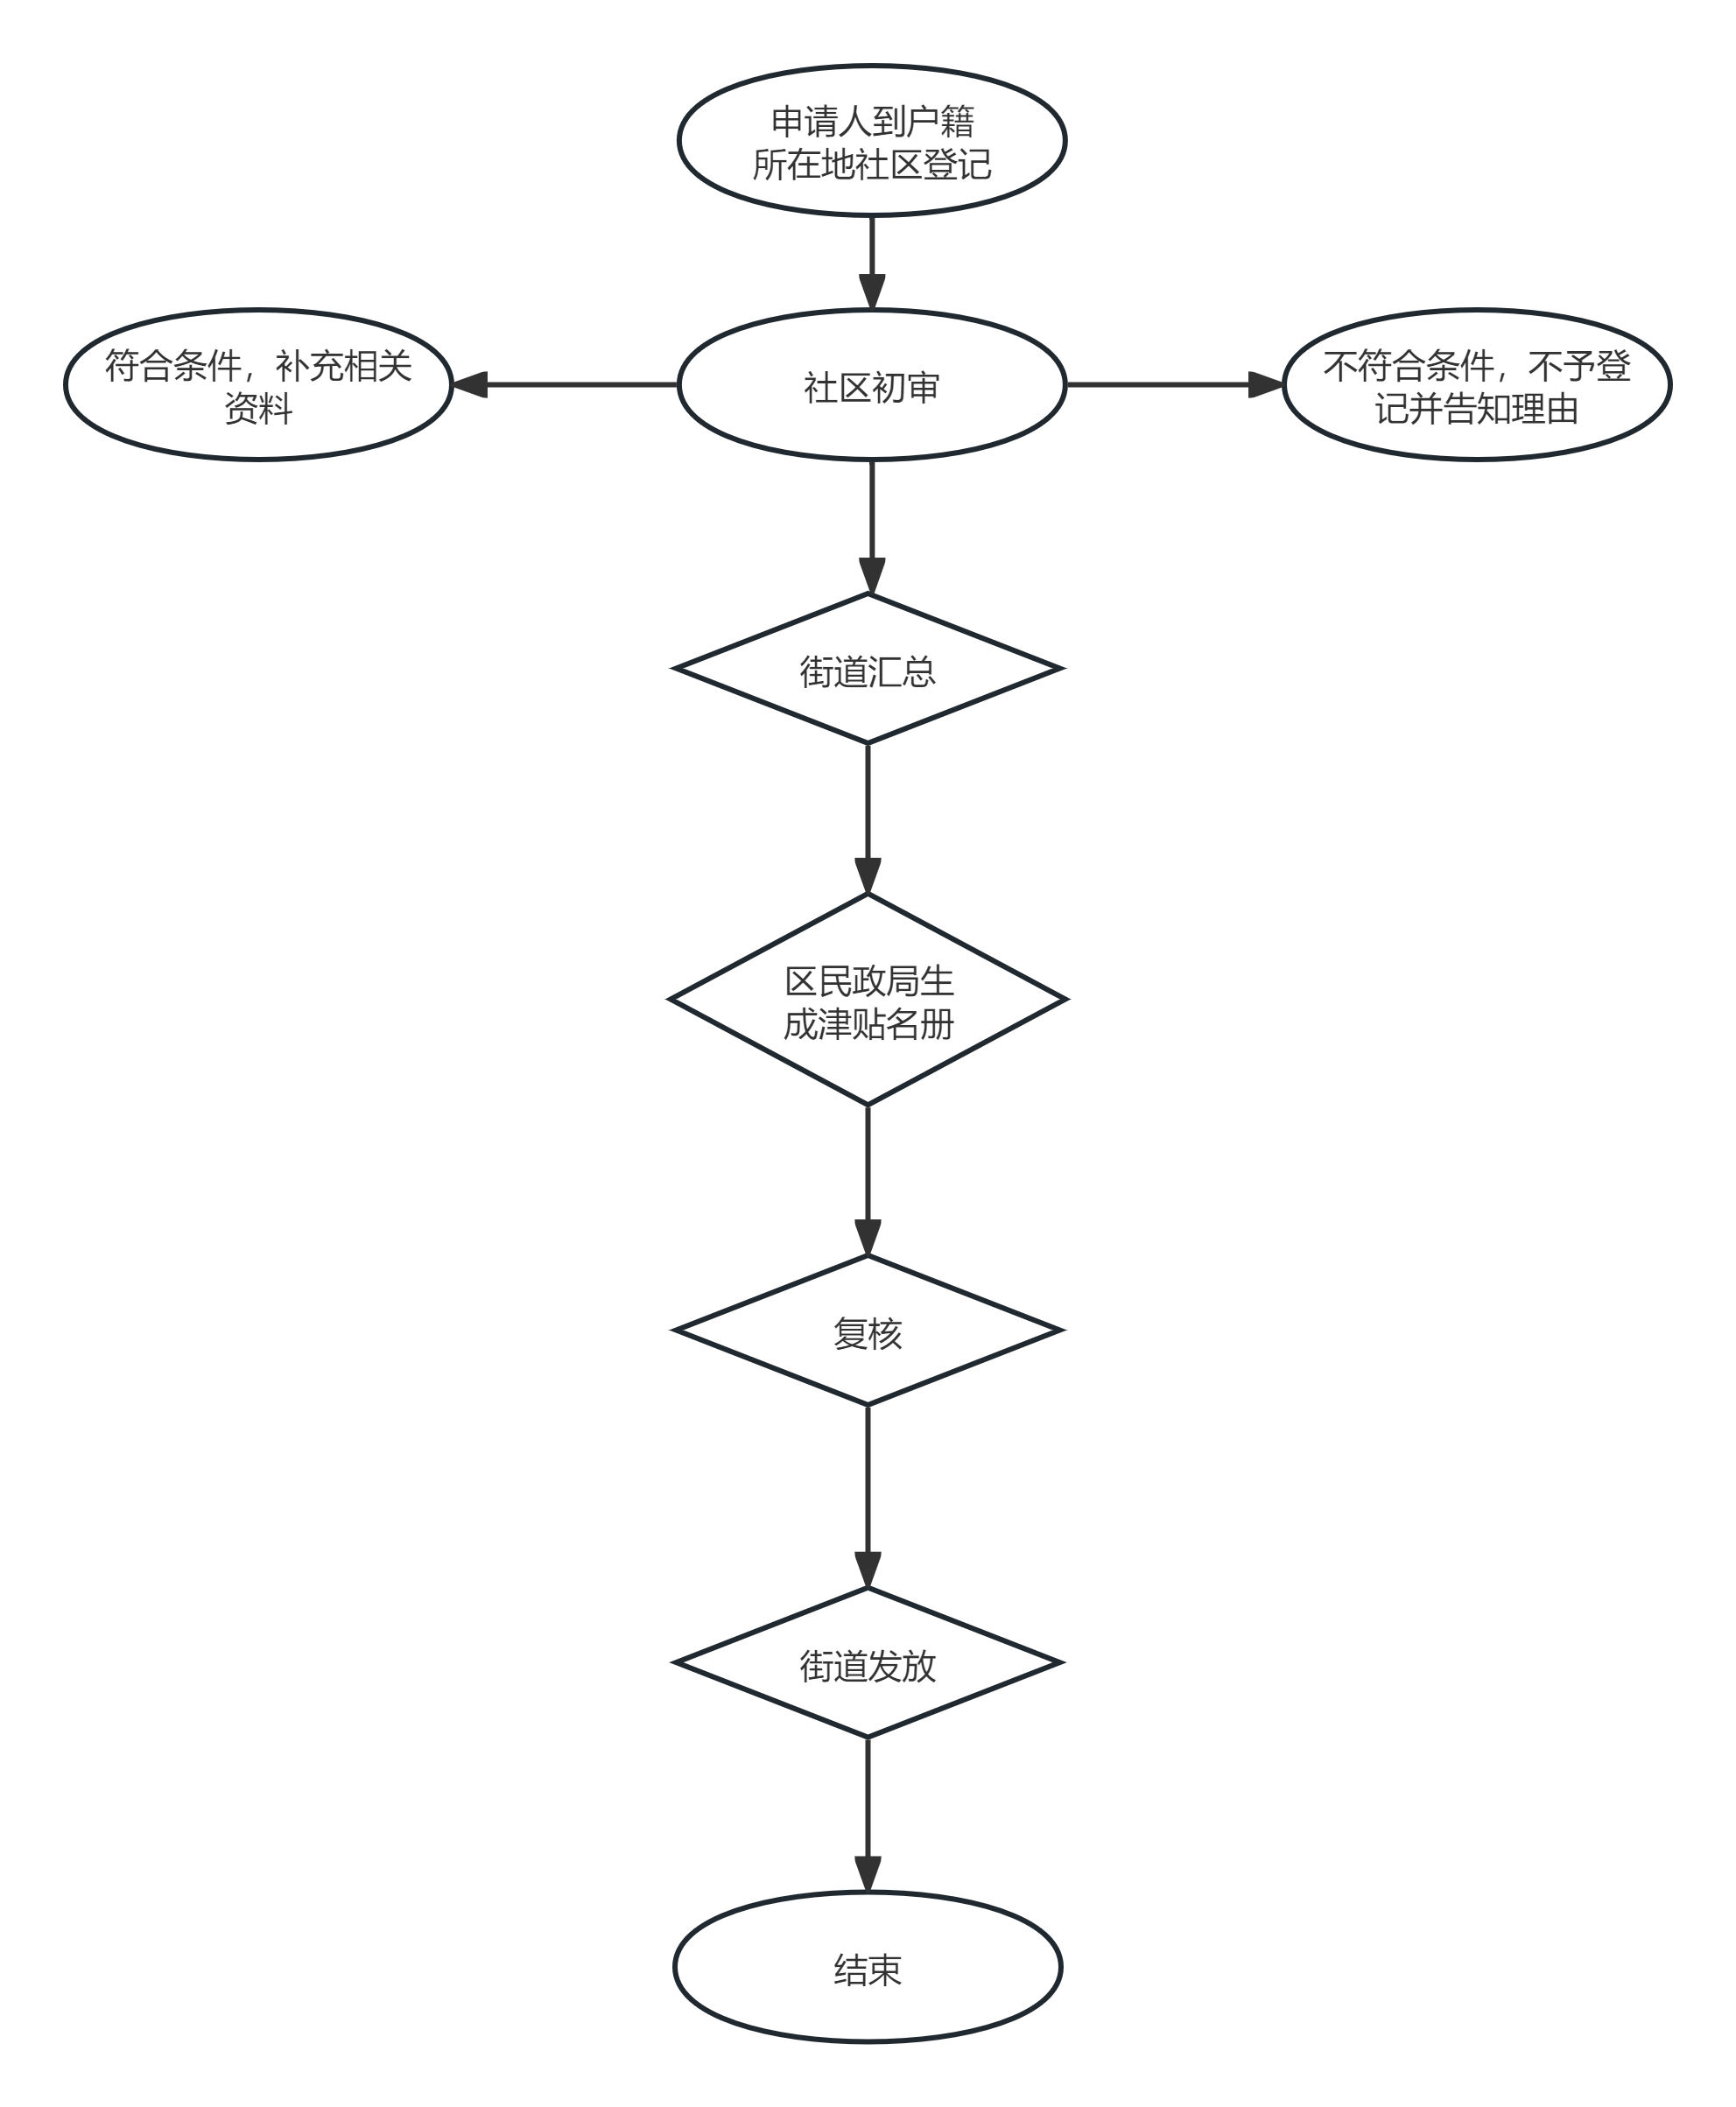 申请人到户籍
所在地社区登记
符合条件，补充相关
资料
社区初审
不符合条件，不予登
记并告知理由
街道汇总
区民政局生
成津贴名册
复核
街道发放
结束